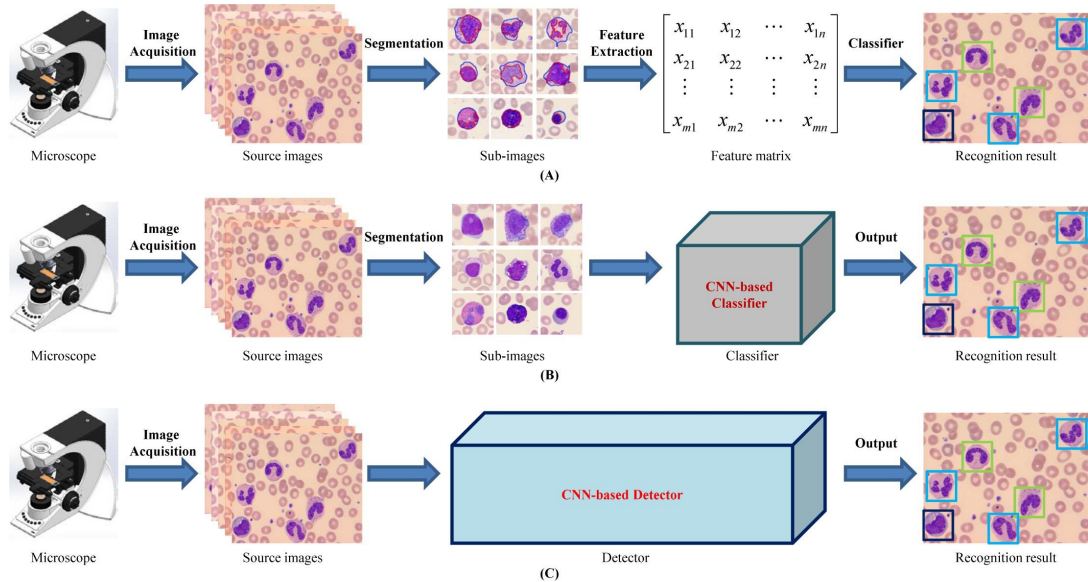 Image
Acquisition
Segmentation
Feature
Extraction
x11 x12 ⋯ x1n
x21 x22 ⋯ x2n
⋮ ⋮ ⋮ ⋮
xm1 xm2 ⋯ xmn
Classifier
Microscope
Source images
Sub-images
Feature matrix
Recognition result
(A)
Image
Acquisition
Segmentation
CNN-based
Classifier
Output
Microscope
Source images
Sub-images
Classifier
Recognition result
(B)
Image
Acquisition
CNN-based Detector
Output
Microscope
Source images
Detector
Recognition result
(C)